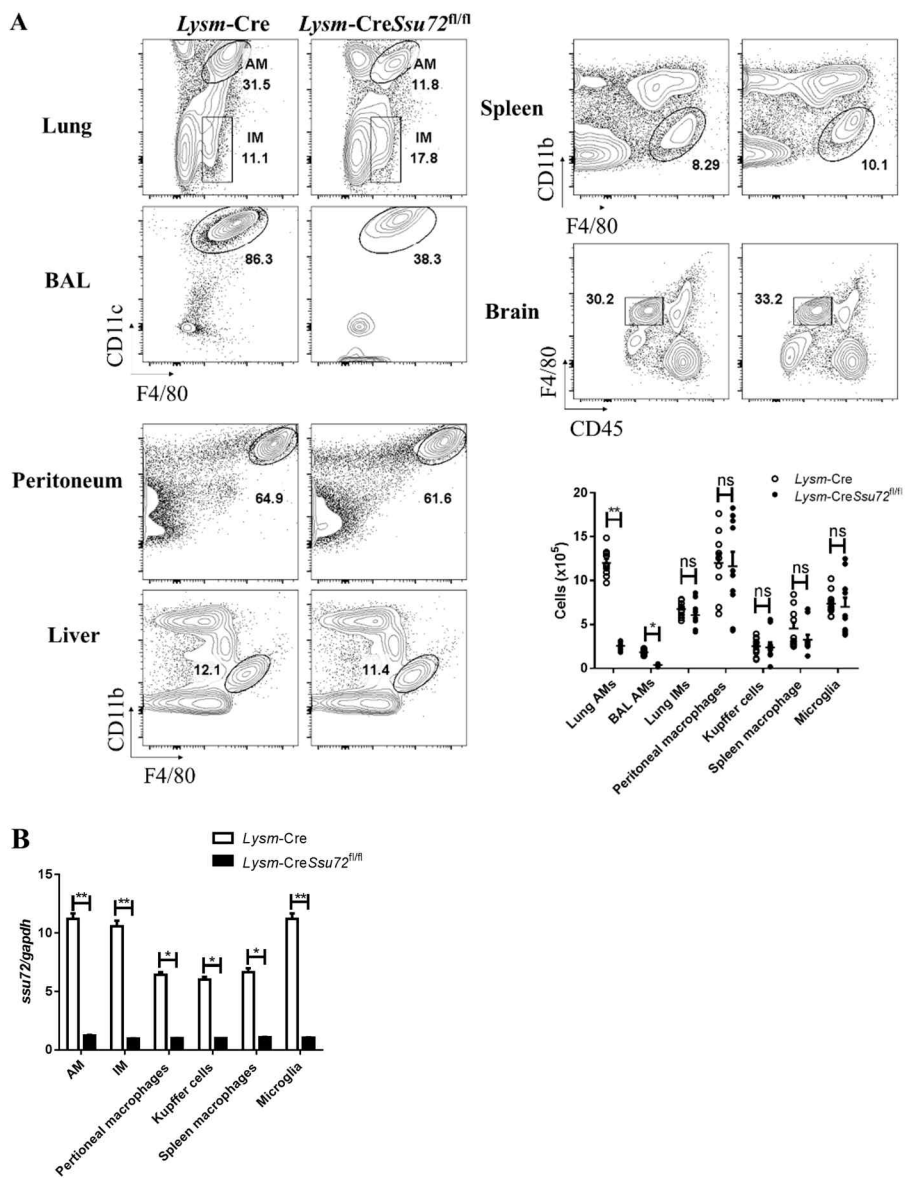 A
Lysm-Cre
Lysm-CreSsu72fl/fl
Lung
AM
31.5
IM
11.1
AM
11.8
IM
17.8
BAL
86.3
38.3
CD11c
F4/80
Peritoneum
64.9
61.6
Liver
12.1
11.4
CD11b
F4/80
Spleen
8.29
10.1
CD11b
F4/80
Brain
30.2
33.2
F4/80
CD45
Lysm-Cre
Lysm-CreSsu72fl/fl
Cells (x10^5)
20
15
10
5
0
**
*
ns
ns
ns
ns
ns
Lung AMs
BAL AMs
Lung IMs
Peritoneal macrophages
Kupffer cells
Spleen macrophage
Microglia
B
Lysm-Cre
Lysm-CreSsu72fl/fl
ssu72/gapdh
15
10
5
0
**
**
*
*
*
**
AM
IM
Pertioneal macrophages
Kupffer cells
Spleen macrophages
Microglia